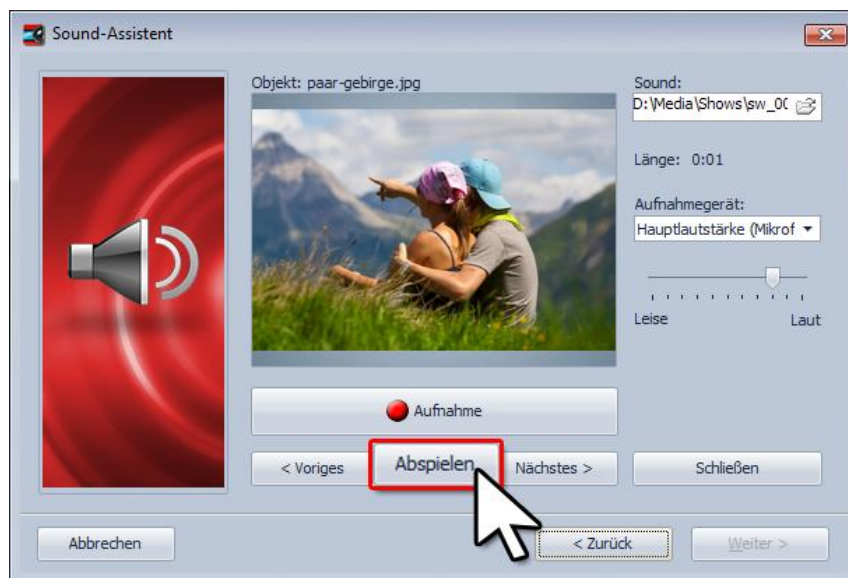 Sound-Assistent
Objekt: paar-gebirge.jpg
Sound:
D:\Media\Shows\sw_00
Länge: 0:01
Aufnahmegerät:
Hauptlautstärke (Mikrof
Leise Laut
Aufnahme
< Voriges Abspielen Nächstes > Schließen
Abbrechen < Zurück Weiter >